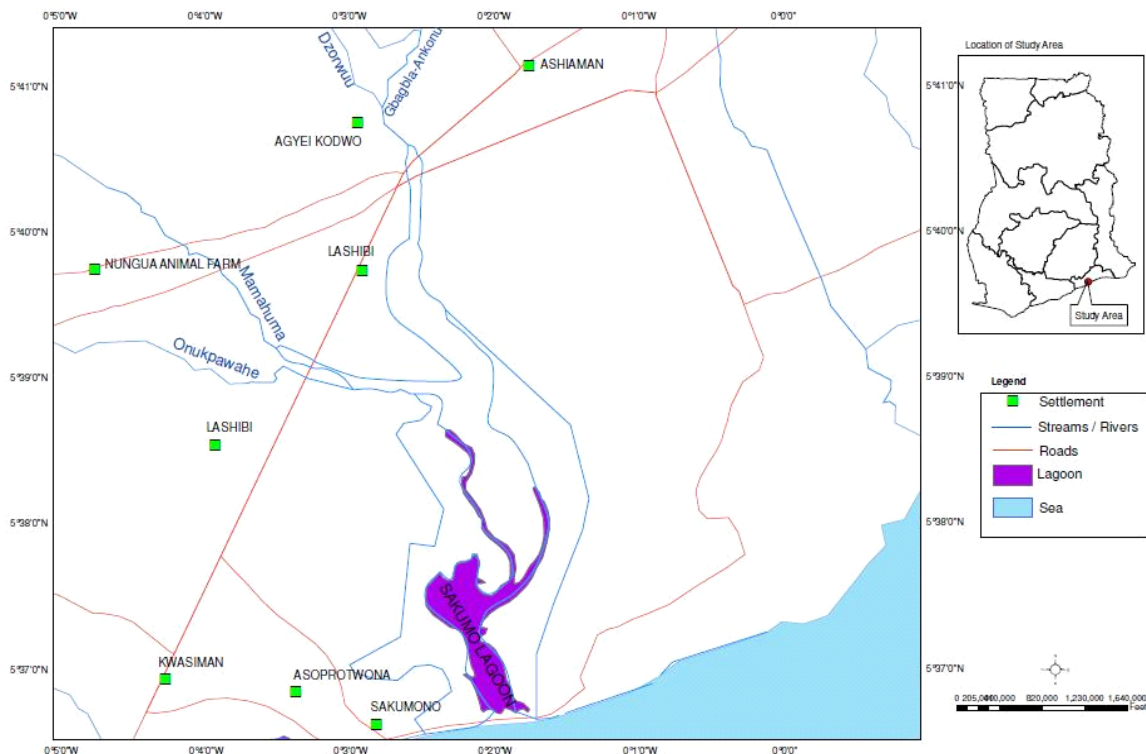 0°5'0"W 0°4'0"W 0°3'0"W 0°2'0"W 0°1'0"W 0°0'0"
Dzorwuu
Gbagbla-Ankonu
ASHIAMAN
5°41'0"N
AGYEI KODWO
5°41'0"N
5°40'0"N
LASHIBI
NUNGUA ANIMAL FARM
Mamahuma
5°40'0"N
Onukpawahe
5°39'0"N
5°39'0"N
LASHIBI
5°38'0"N
5°38'0"N
SAKUMO LAGOON
5°37'0"N
KWASIMAN
ASOPROTWONA
SAKUMONO
5°37'0"N
0°5'0"W 0°4'0"W 0°3'0"W 0°2'0"W 0°1'0"W 0°0'0"
Location of Study Area
Study Area
Legend
Settlement
Streams / Rivers
Roads
Lagoon
Sea
820,000 1,230,000 1,640,000
Feet